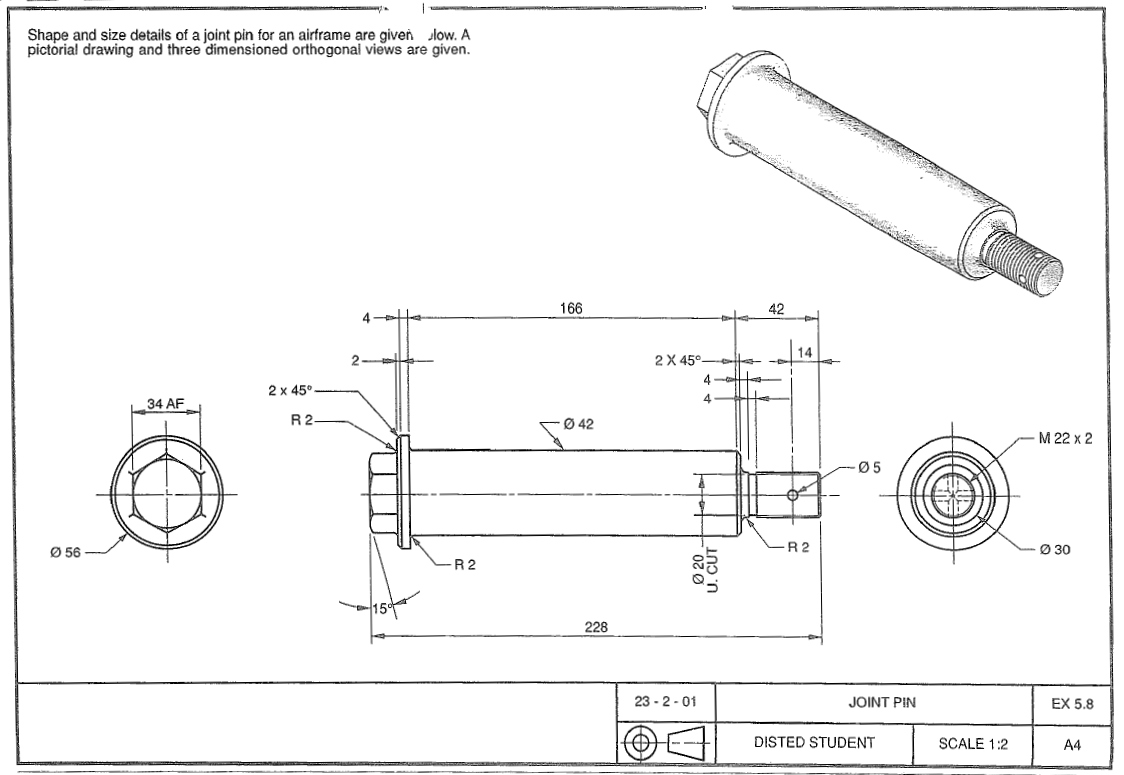 Shape and size details of a joint pin for an airframe are given low. A
pictorial drawing and three dimensioned orthogonal views are given.
166
42
4
2
2 X 45°
14
4
4
2 x 45°
34 AF
R 2
Ø 42
M 22 x 2
Ø 5
Ø 56
R 2
Ø 20
U. CUT
R 2
Ø 30
15°
228
23 - 2 - 01
JOINT PIN
EX 5.8
DISTED STUDENT
SCALE 1:2
A4